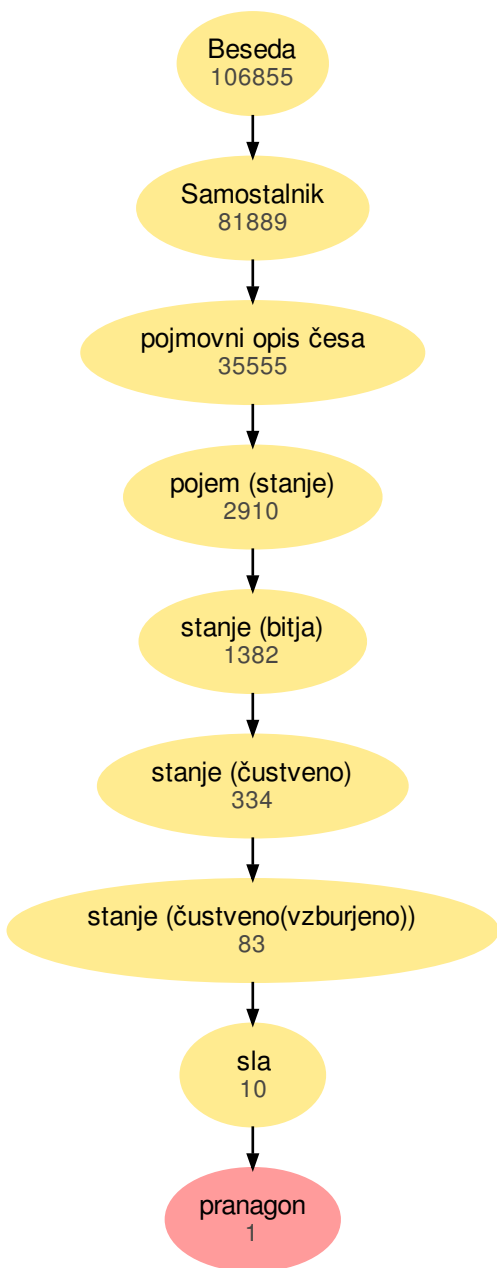 Beseda
106855
Samostalnik
81889
pojmovni opis česa
35555
pojem (stanje)
2910
stanje (bitja)
1382
stanje (čustveno)
334
stanje (čustveno(vzburjeno))
83
sla
10
pranagon
1